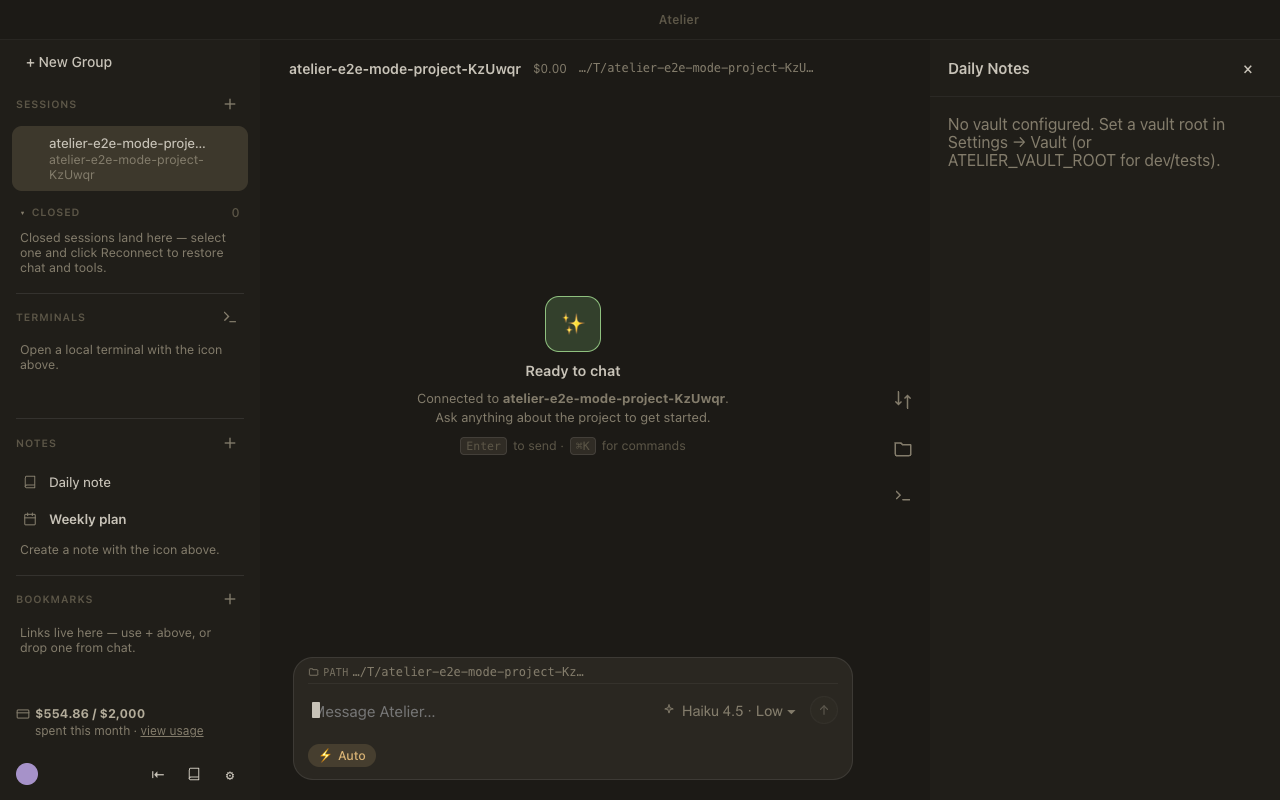 Atelier
+ New Group
SESSIONS
atelier-e2e-mode-proje...
atelier-e2e-mode-project-
KzUwqr
CLOSED 0
Closed sessions land here — select
one and click Reconnect to restore
chat and tools.
TERMINALS
Open a local terminal with the icon
above.
NOTES
Daily note
Weekly plan
Create a note with the icon above.
BOOKMARKS
Links live here — use + above, or
drop one from chat.
$554.86 / $2,000
spent this month · view usage
atelier-e2e-mode-project-KzUwqr $0.00 …/T/atelier-e2e-mode-project-KzU…
Ready to chat
Connected to atelier-e2e-mode-project-KzUwqr.
Ask anything about the project to get started.
Enter to send · ⌘K for commands
PATH …/T/atelier-e2e-mode-project-Kz…
Message Atelier...
Haiku 4.5 · Low
⚡ Auto
Daily Notes ×
No vault configured. Set a vault root in
Settings → Vault (or
ATELIER_VAULT_ROOT for dev/tests).